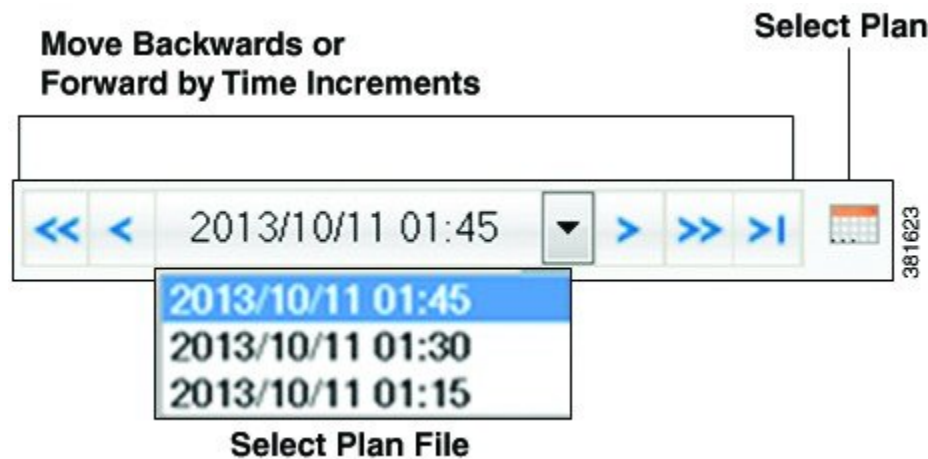 Select Plan
Move Backwards or
Forward by Time Increments
<< < 2013/10/11 01:45 > >> >I
381623
2013/10/11 01:45
2013/10/11 01:30
2013/10/11 01:15
Select Plan File